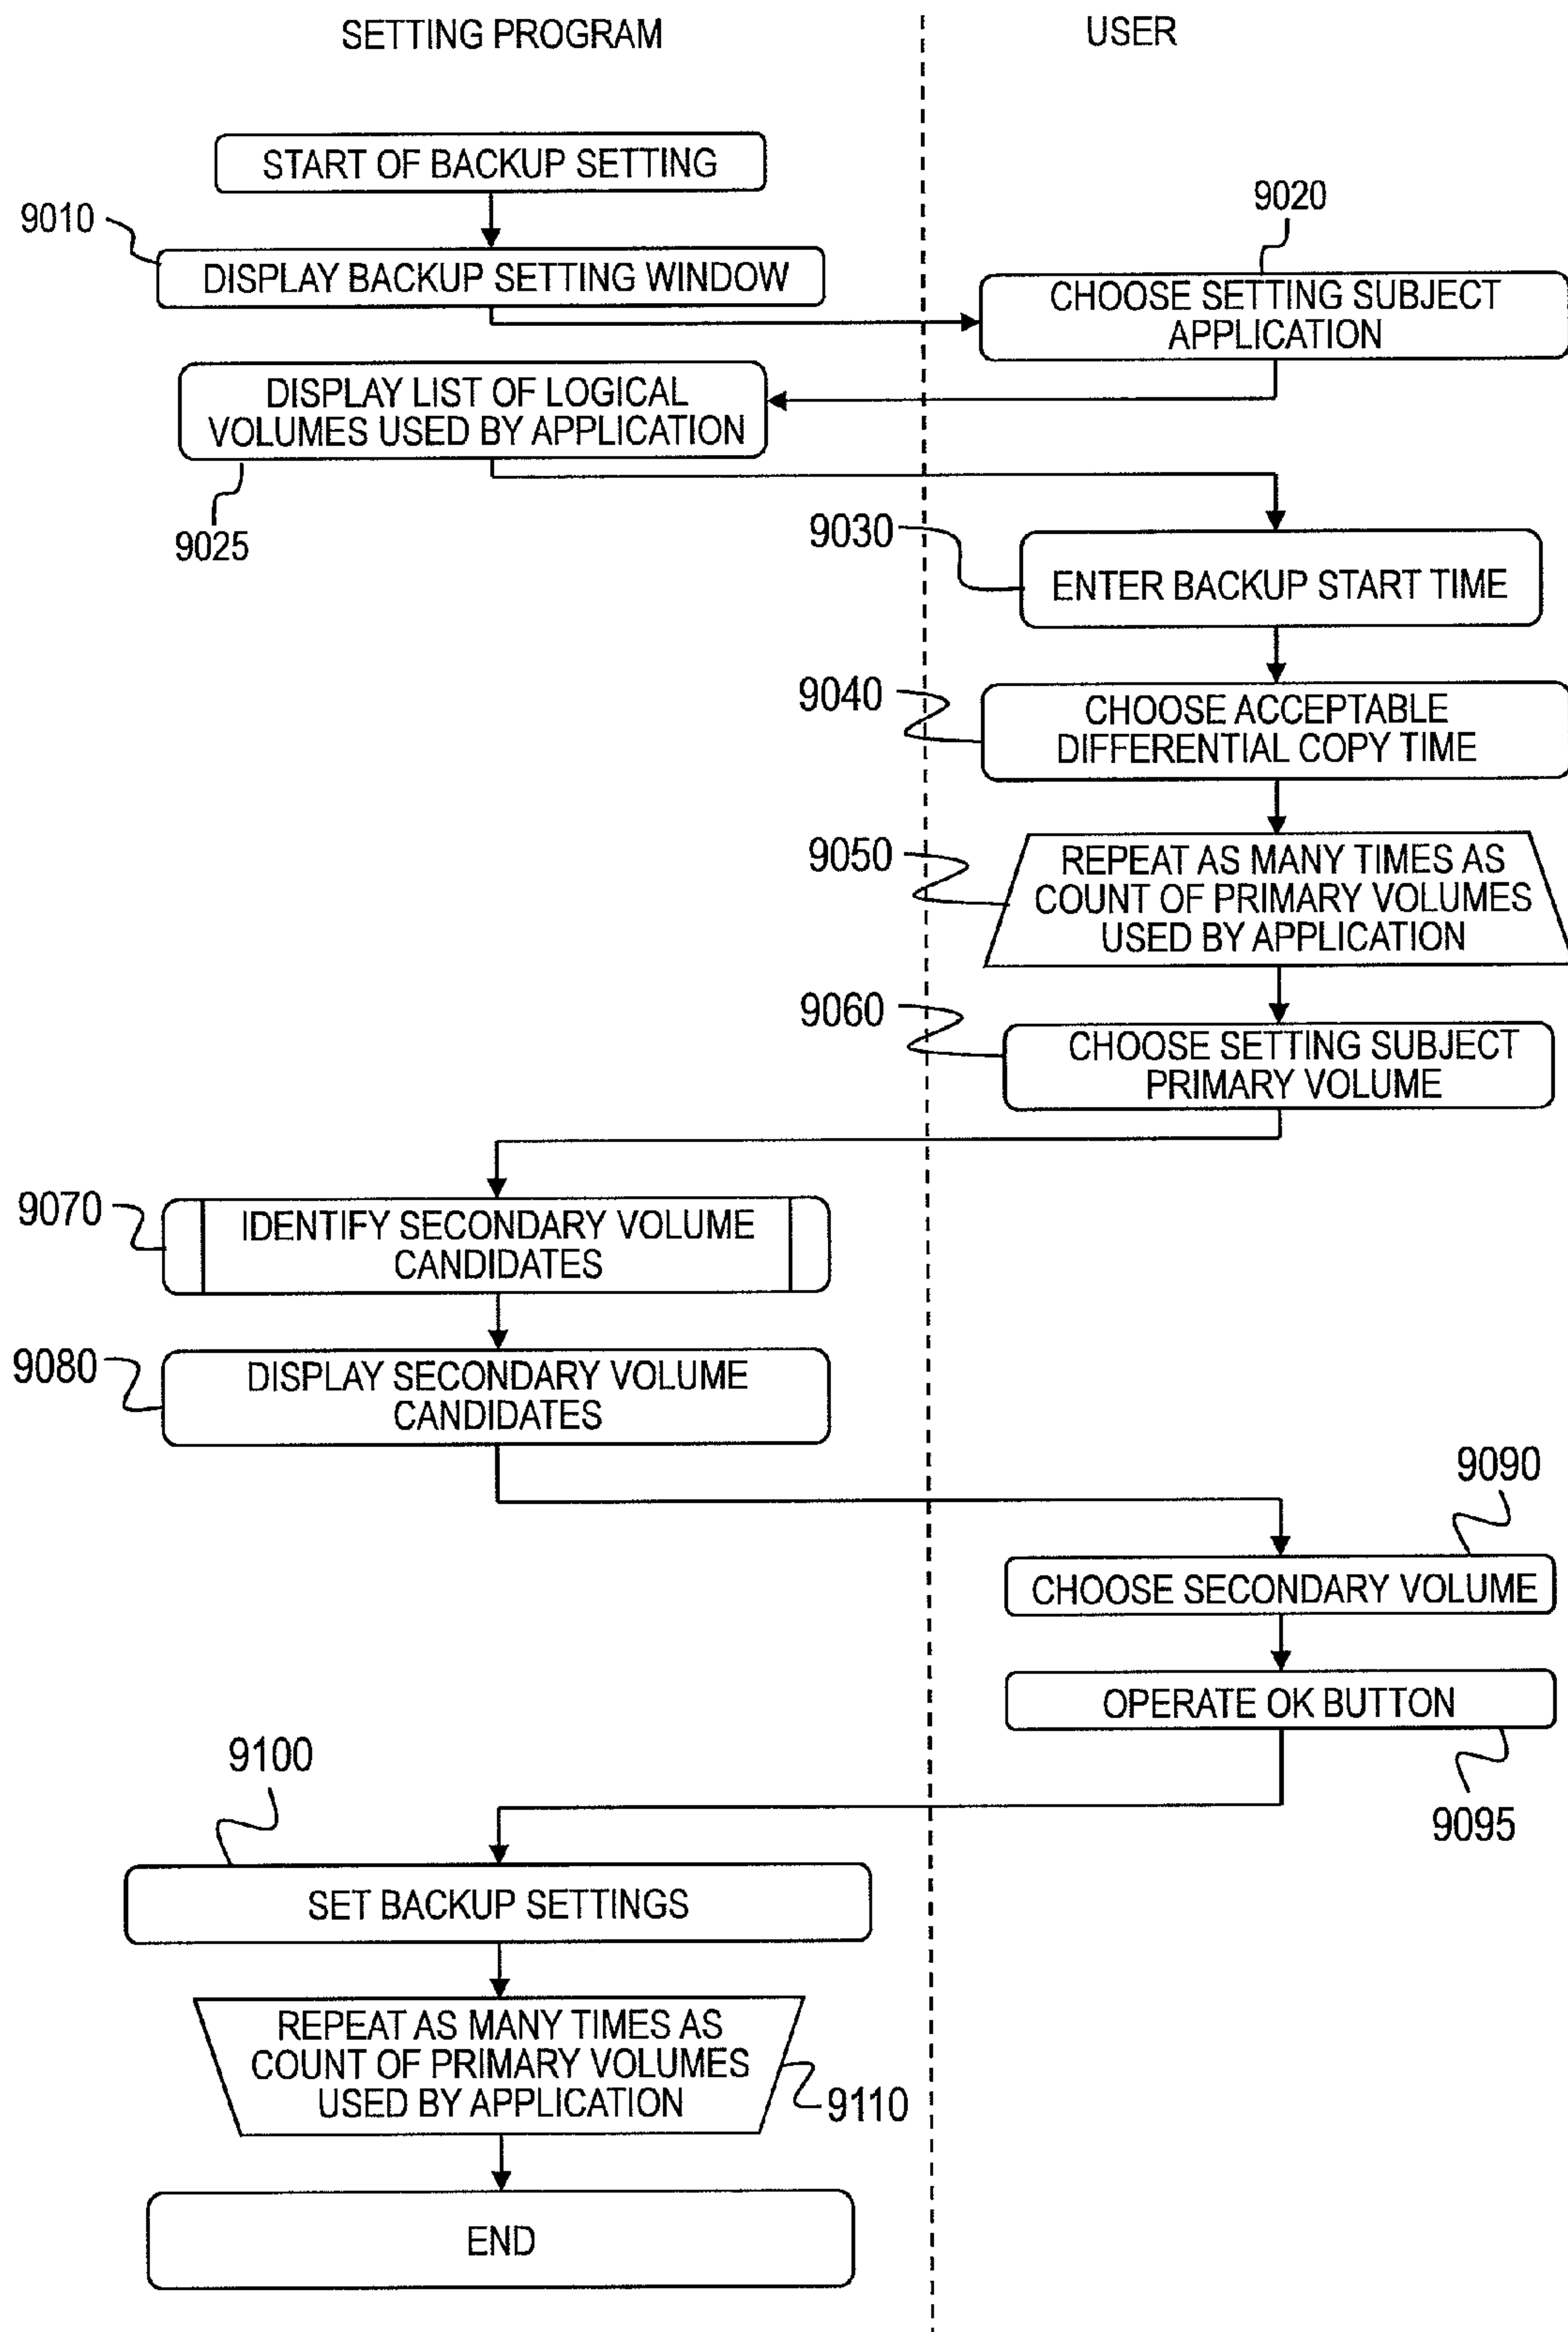 SETTING PROGRAM
USER
START OF BACKUP SETTING
9010
DISPLAY BACKUP SETTING WINDOW
9020
CHOOSE SETTING SUBJECT
APPLICATION
DISPLAY LIST OF LOGICAL
VOLUMES USED BY APPLICATION
9025
9030
ENTER BACKUP START TIME
9040
CHOOSE ACCEPTABLE
DIFFERENTIAL COPY TIME
9050
REPEAT AS MANY TIMES AS
COUNT OF PRIMARY VOLUMES
USED BY APPLICATION
9060
CHOOSE SETTING SUBJECT
PRIMARY VOLUME
9070
IDENTIFY SECONDARY VOLUME
CANDIDATES
9080
DISPLAY SECONDARY VOLUME
CANDIDATES
9090
CHOOSE SECONDARY VOLUME
OPERATE OK BUTTON
9095
9100
SET BACKUP SETTINGS
REPEAT AS MANY TIMES AS
COUNT OF PRIMARY VOLUMES
USED BY APPLICATION
9110
END